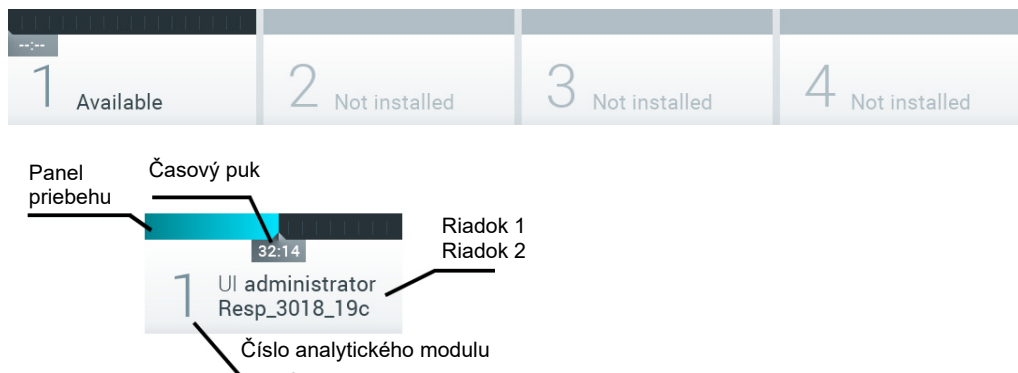 --:--
1 Available
2 Not installed
3 Not installed
4 Not installed
Panel priebehu
Časový puk
32:14
Riadok 1
Riadok 2
1
UI administrator
Resp_3018_19c
Číslo analytického modulu